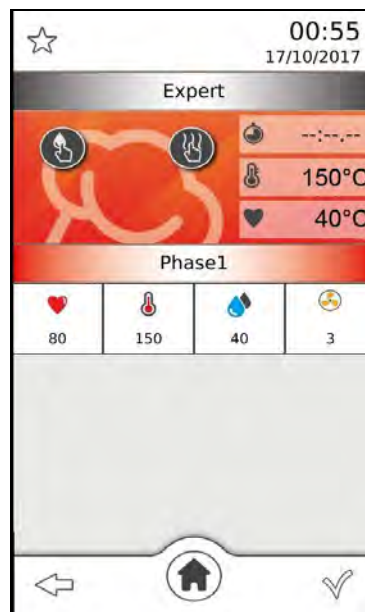 00:55
17/10/2017
Expert
--:--.--
150°C
40°C
Phase1
80 150 40 3